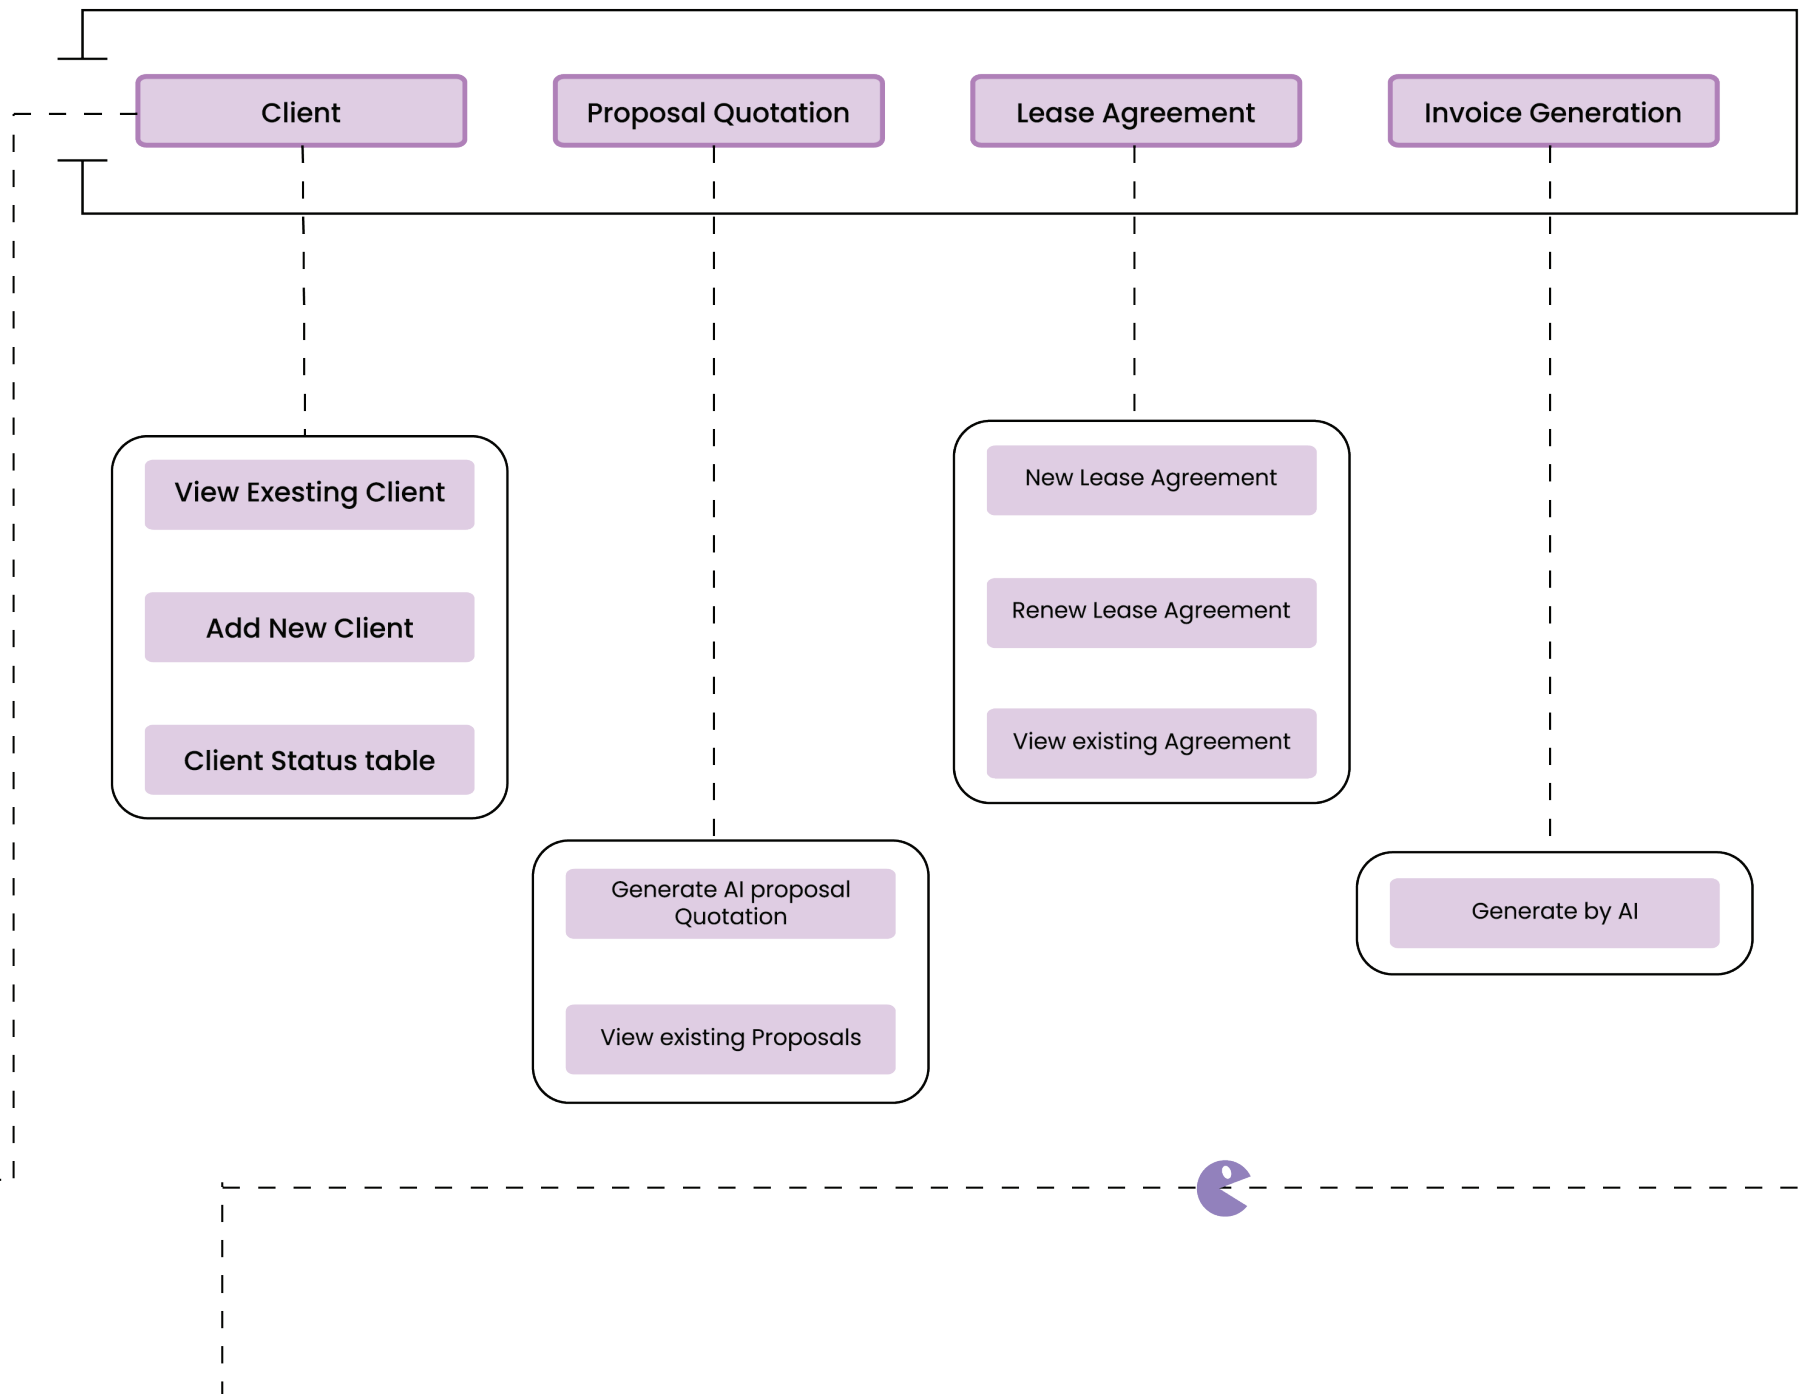 Client
Proposal Quotation
Lease Agreement
Invoice Generation
View Exesting Client
Add New Client
Client Status table
Generate AI proposal
Quotation
View existing Proposals
New Lease Agreement
Renew Lease Agreement
View existing Agreement
Generate by AI